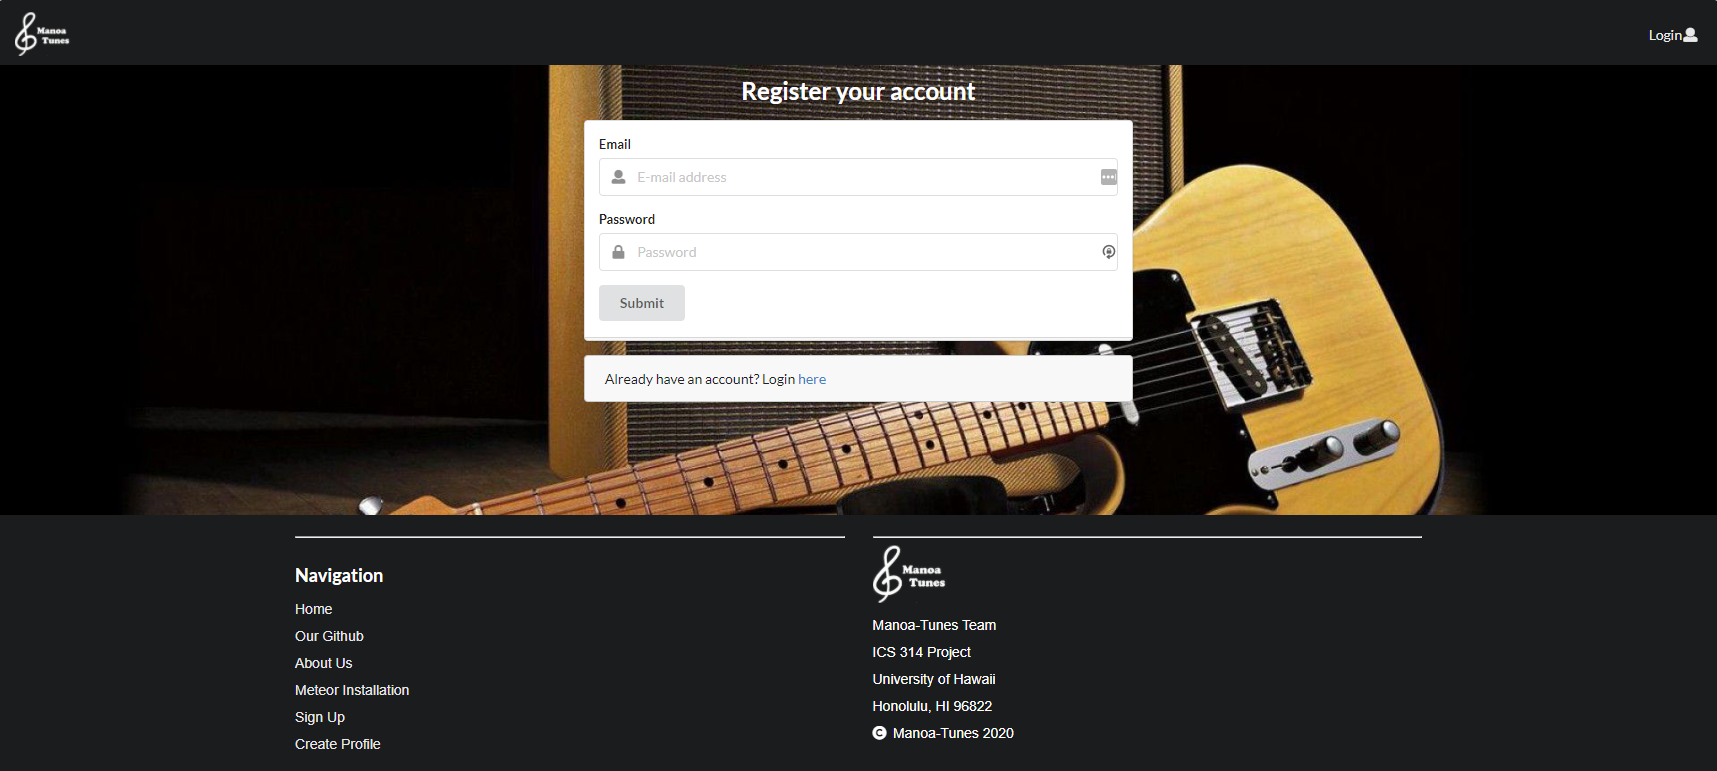 Manoa
Tunes
Login
Register your account
Email
E-mail address
Password
Password
Submit
Already have an account? Login here
Navigation
Home
Our Github
About Us
Meteor Installation
Sign Up
Create Profile
Manoa
Tunes
Manoa-Tunes Team
ICS 314 Project
University of Hawaii
Honolulu, HI 96822
© Manoa-Tunes 2020